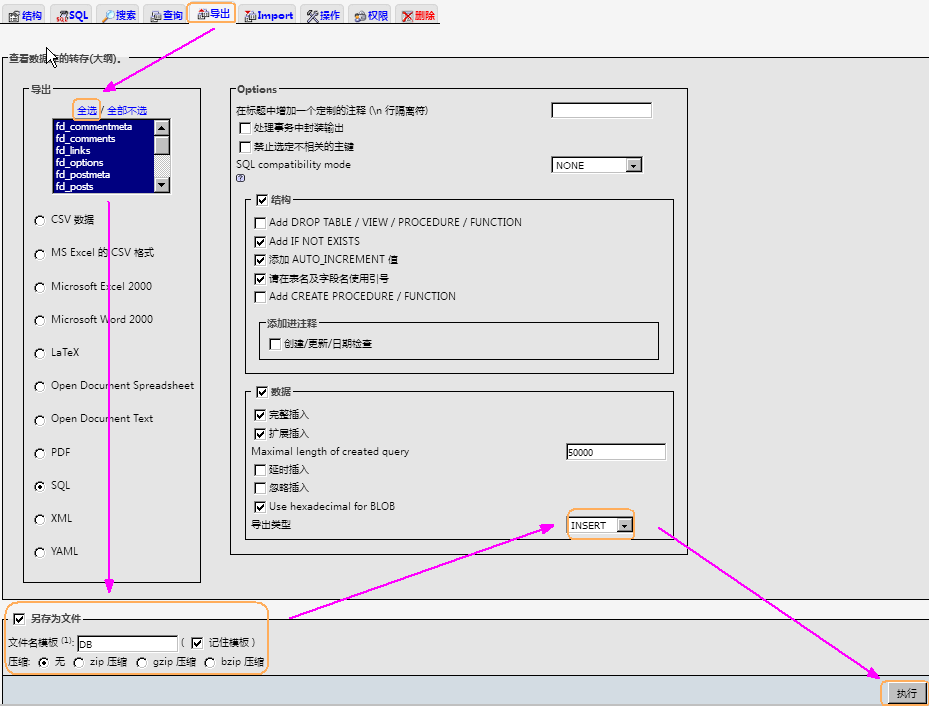 结构 SQL 搜索 查询 导出 Import 操作 权限 删除
查看数据库的转存(大纲)。
导出
全选 / 全部不选
fd_commentmeta
fd_comments
fd_links
fd_options
fd_postmeta
fd_posts
CSV 数据
MS Excel 的 CSV 格式
Microsoft Excel 2000
Microsoft Word 2000
LaTeX
Open Document Spreadsheet
Open Document Text
PDF
SQL
XML
YAML
Options
在标题中增加一个定制的注释 (\n 行隔离符)
处理事务中封装输出
禁止选定不相关的主键
SQL compatibility mode NONE
结构
Add DROP TABLE / VIEW / PROCEDURE / FUNCTION
Add IF NOT EXISTS
添加 AUTO_INCREMENT 值
请在表名及字段名使用引号
Add CREATE PROCEDURE / FUNCTION
添加进注释
创建/更新/日期检查
数据
完整插入
扩展插入
Maximal length of created query 50000
延时插入
忽略插入
Use hexadecimal for BLOB
导出类型 INSERT
另存为文件
文件名模板 (1): DB ( 记住模板 )
压缩: 无 zip 压缩 gzip 压缩 bzip 压缩
执行